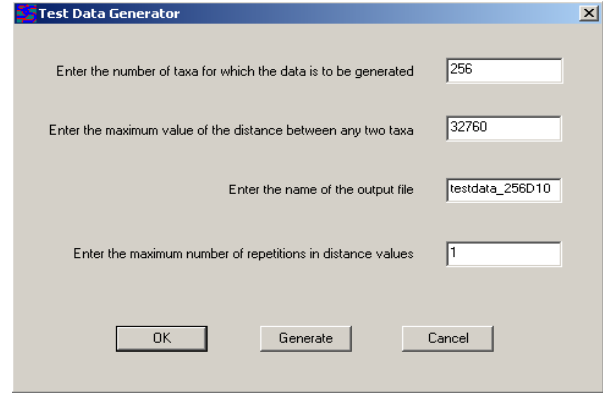 Test Data Generator
Enter the number of taxa for which the data is to be generated 256
Enter the maximum value of the distance between any two taxa 32760
Enter the name of the output file testdata_256D10
Enter the maximum number of repetitions in distance values 1
OK Generate Cancel